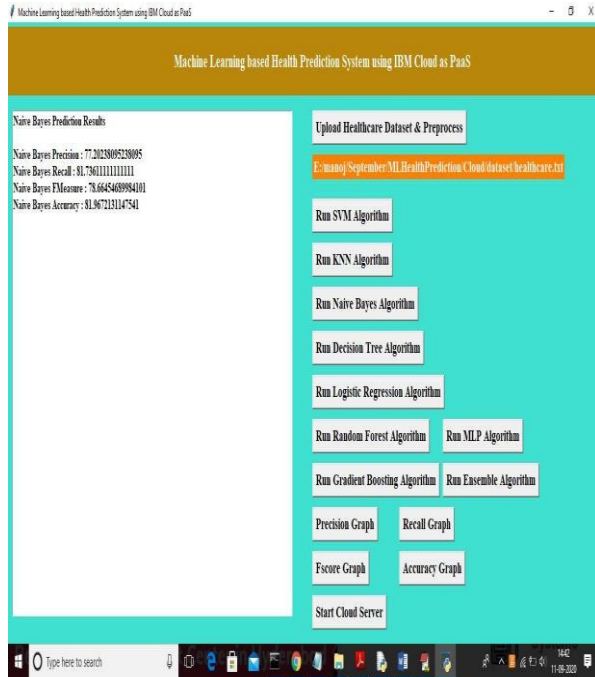 Machine Learning based Health Prediction System using IBM Cloud as PaaS
Machine Learning based Health Prediction System using IBM Cloud as PaaS
Naive Bayes Prediction Results
Naive Bayes Precision : 77.20238095238095
Naive Bayes Recall : 81.73611111111111
Naive Bayes FMeasure : 78.66454689984101
Naive Bayes Accuracy : 81.9672131147541
Upload Healthcare Dataset & Preprocess
E:/manoj/September/MLHealthPrediction/Cloud/dataset/healthcare.txt
Run SVM Algorithm
Run KNN Algorithm
Run Naive Bayes Algorithm
Run Decision Tree Algorithm
Run Logistic Regression Algorithm
Run Random Forest Algorithm
Run MLP Algorithm
Run Gradient Boosting Algorithm
Run Ensemble Algorithm
Precision Graph
Recall Graph
Fscore Graph
Accuracy Graph
Start Cloud Server
Type here to search
14:42
11-09-2020